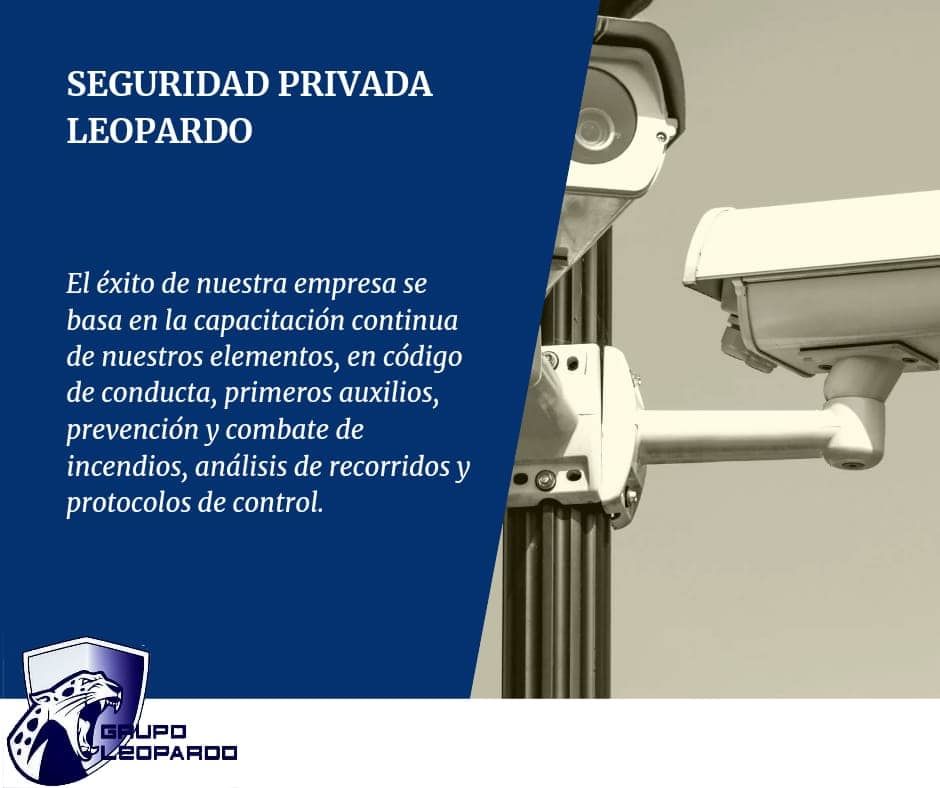 SEGURIDAD PRIVADA
LEOPARDO
El éxito de nuestra empresa se
basa en la capacitación continua
de nuestros elementos, en código
de conducta, primeros auxilios,
prevención y combate de
incendios, análisis de recorridos y
protocolos de control.
GRUPO
LEOPARDO